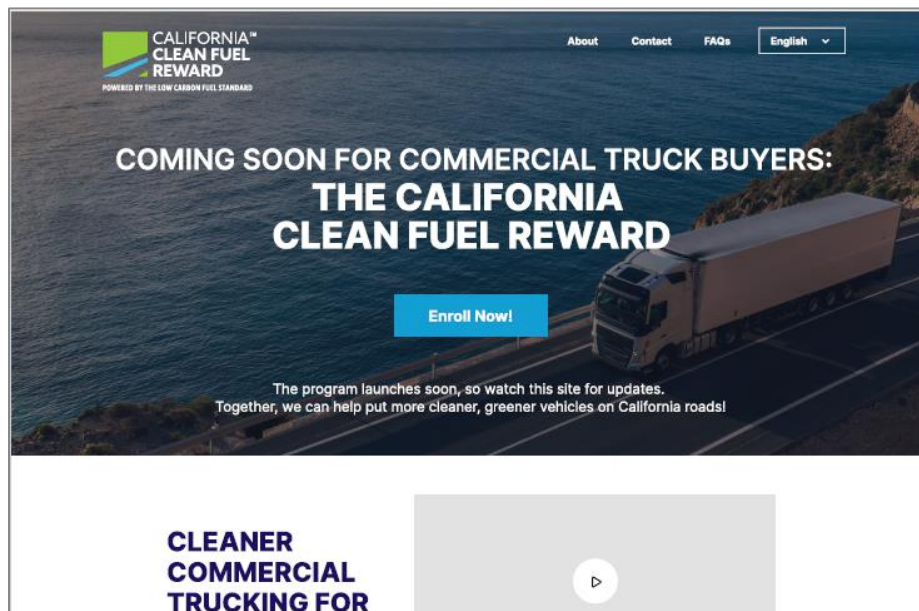 CALIFORNIA™
CLEAN FUEL
REWARD
POWERED BY THE LOW CARBON FUEL STANDARD
About Contact FAQs English
COMING SOON FOR COMMERCIAL TRUCK BUYERS:
THE CALIFORNIA
CLEAN FUEL REWARD
Enroll Now!
The program launches soon, so watch this site for updates.
Together, we can help put more cleaner, greener vehicles on California roads!
CLEANER
COMMERCIAL
TRUCKING FOR